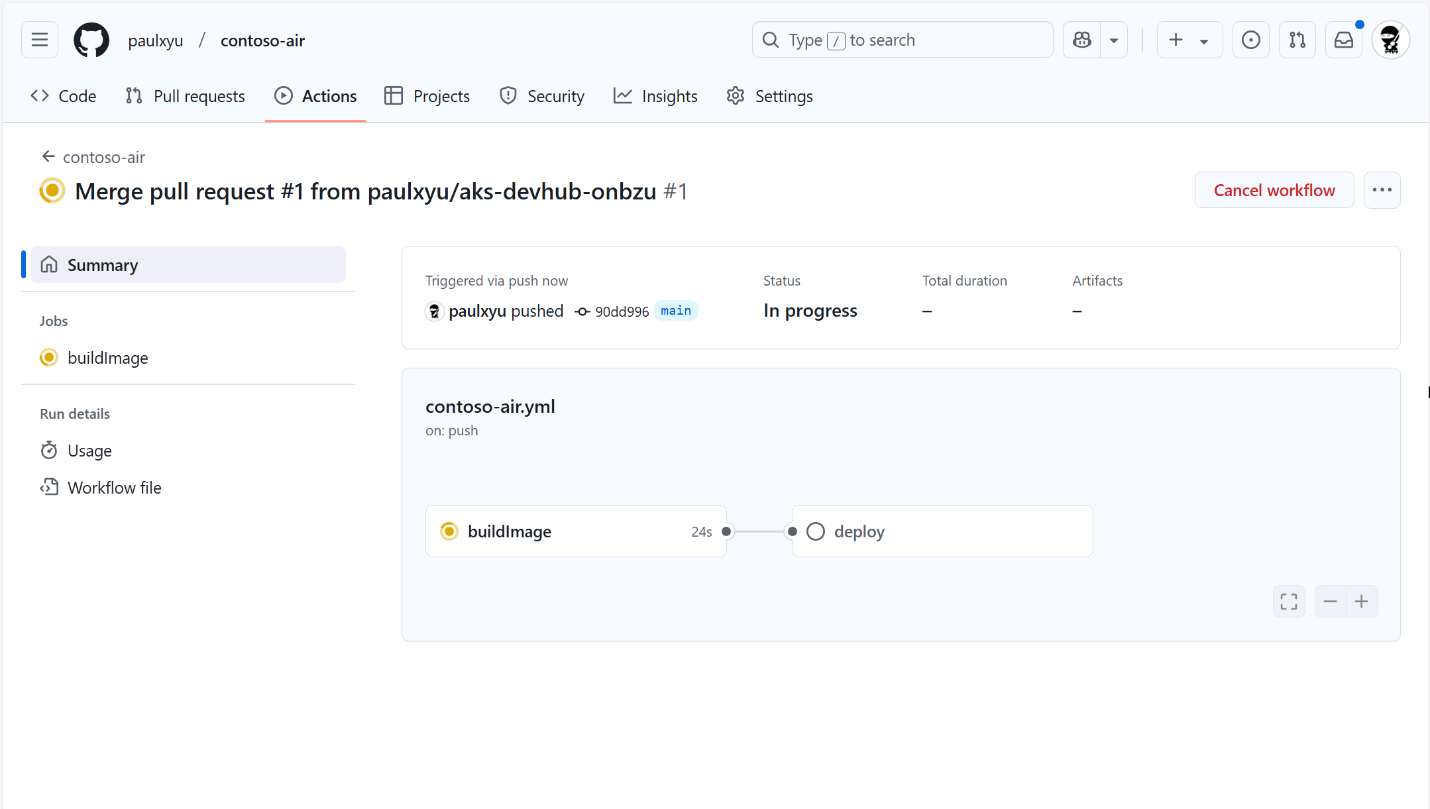 paulxyu / contoso-air
Type / to search
Code Pull requests Actions Projects Security Insights Settings
contoso-air
Merge pull request #1 from paulxyu/aks-devhub-onbzu #1
Cancel workflow
Summary
Jobs
buildImage
Run details
Usage
Workflow file
Triggered via push now
paulxyu pushed 90dd996 main
Status
In progress
Total duration
–
Artifacts
–
contoso-air.yml
on: push
buildImage 24s
deploy